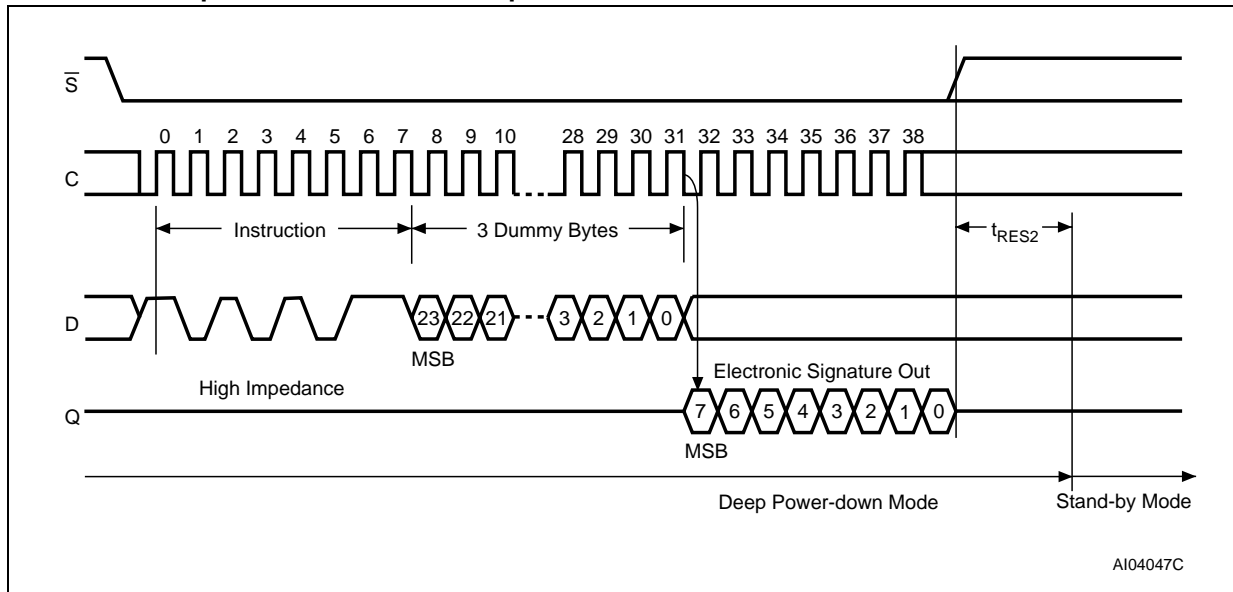 S
0 1 2 3 4 5 6 7 8 9 10 28 29 30 31 32 33 34 35 36 37 38
C
Instruction 3 Dummy Bytes tRES2
D 23 22 21 3 2 1 0
MSB
High Impedance Electronic Signature Out
Q 7 6 5 4 3 2 1 0
MSB
Deep Power-down Mode Stand-by Mode
AI04047C